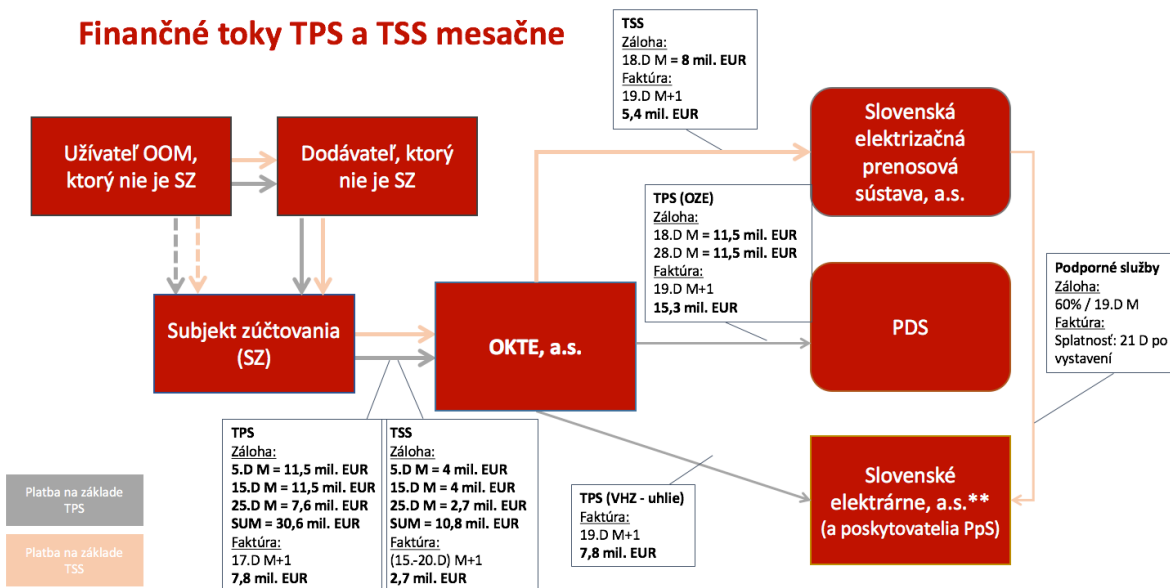 Finančné toky TPS a TSS mesačne
TSS
Záloha:
18.D M = 8 mil. EUR
Faktúra:
19.D M+1
5,4 mil. EUR
Užívateľ OOM,
ktorý nie je SZ
Dodávateľ, ktorý
nie je SZ
Slovenská
elektrizačná
prenosová
sústava, a.s.
TPS (OZE)
Záloha:
18.D M = 11,5 mil. EUR
28.D M = 11,5 mil. EUR
Faktúra:
19.D M+1
15,3 mil. EUR
Subjekt zúčtovania
(SZ)
OKTE, a.s.
PDS
Podporné služby
Záloha:
60% / 19.D M
Faktúra:
Splatnosť: 21 D po
vystavení
TPS
Záloha:
5.D M = 11,5 mil. EUR
15.D M = 11,5 mil. EUR
25.D M = 7,6 mil. EUR
SUM = 30,6 mil. EUR
Faktúra:
17.D M+1
7,8 mil. EUR
TSS
Záloha:
5.D M = 4 mil. EUR
15.D M = 4 mil. EUR
25.D M = 2,7 mil. EUR
SUM = 10,8 mil. EUR
Faktúra:
(15.-20.D) M+1
2,7 mil. EUR
TPS (VHZ - uhlie)
Faktúra:
19.D M+1
7,8 mil. EUR
Slovenské
elektrárne, a.s.**
(a poskytovatelia PpS)
Platba na základe
TPS
Platba na základe
TSS